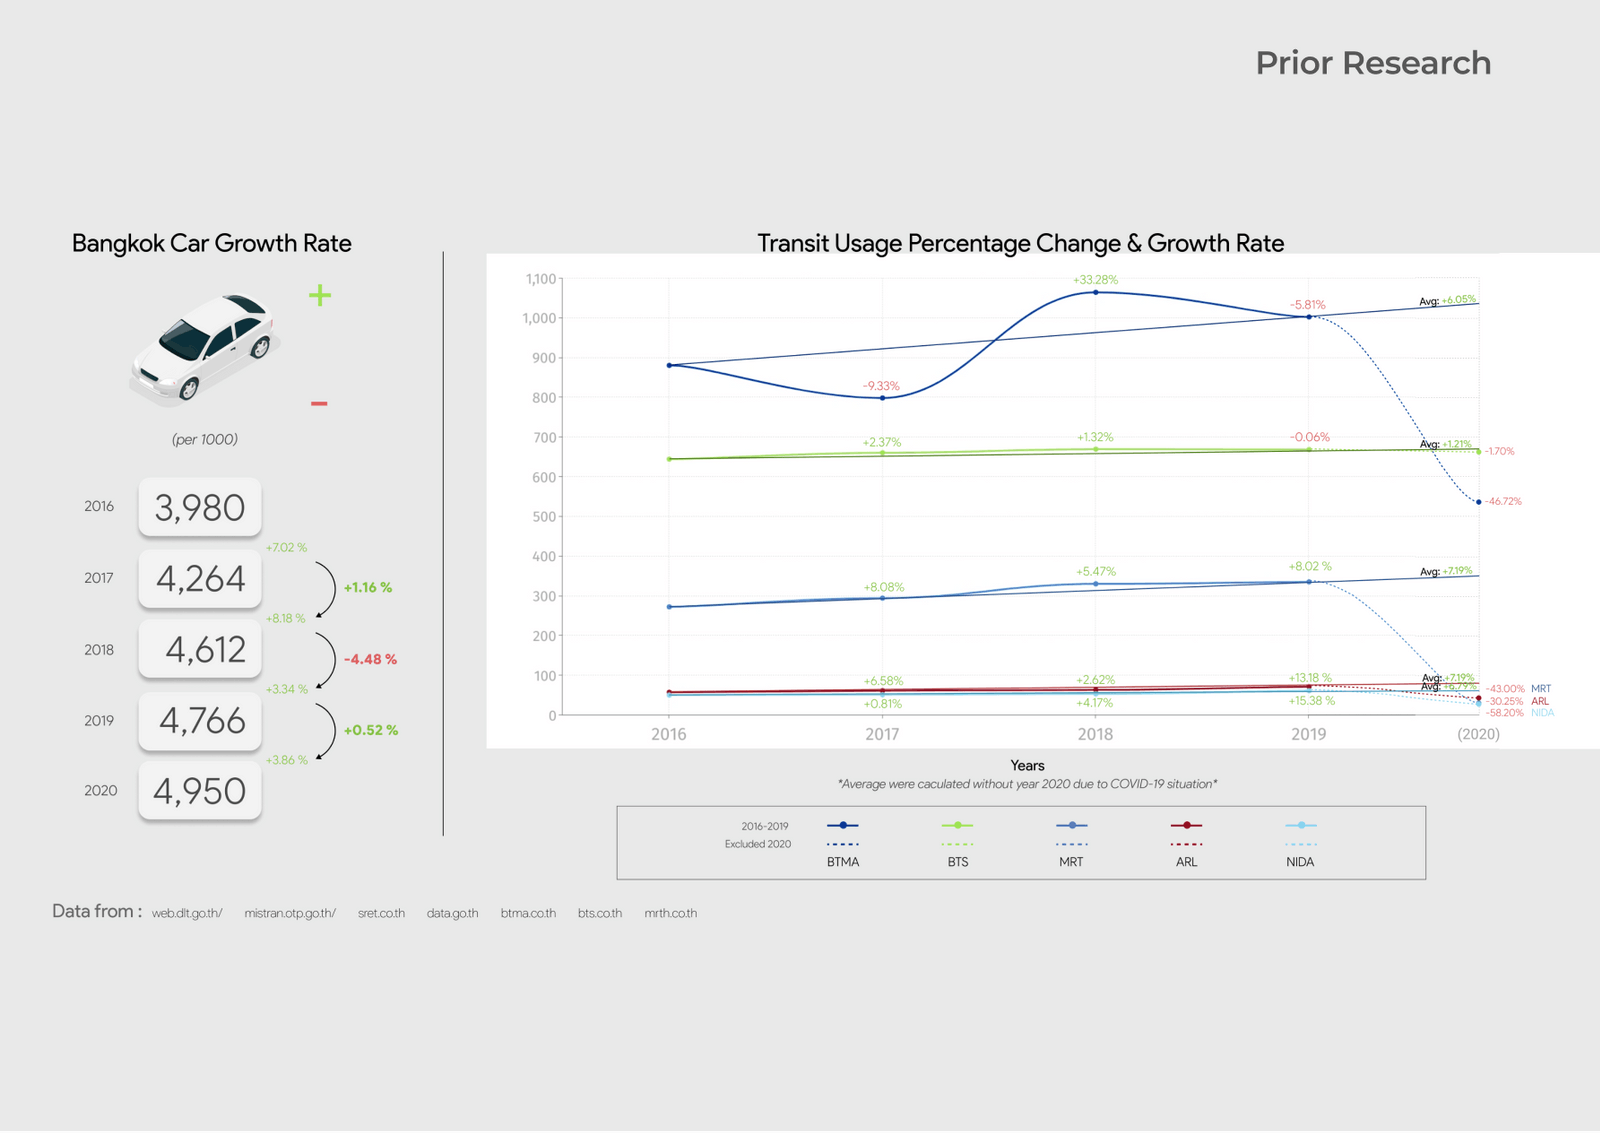 Prior Research
Bangkok Car Growth Rate
(per 1000)
2016
3,980
+7.02 %
2017
4,264
+1.16 %
+8.18 %
2018
4,612
-4.48 %
+3.34 %
2019
4,766
+0.52 %
+3.86 %
2020
4,950
Transit Usage Percentage Change & Growth Rate
1,100
1,000
900
800
700
600
500
400
300
200
100
0
+33.28%
-5.81%
Avg: +6.05%
-9.33%
+2.37%
+1.32%
-0.06%
Avg: +1.21%
-1.70%
-46.72%
+8.08%
+5.47%
+8.02 %
Avg: +7.19%
+6.58%
+2.62%
+13.18 %
Avg: +7.19%
Avg: +6.79%
+0.81%
+4.17%
+15.38 %
-43.00% MRT
-30.25% ARL
-58.20% NIDA
2016 2017 2018 2019 (2020)
Years
*Average were caculated without year 2020 due to COVID-19 situation*
2016-2019
Excluded 2020
BTMA BTS MRT ARL NIDA
Data from : web.dlt.go.th/ mistran.otp.go.th/ sret.co.th data.go.th btma.co.th bts.co.th mrth.co.th